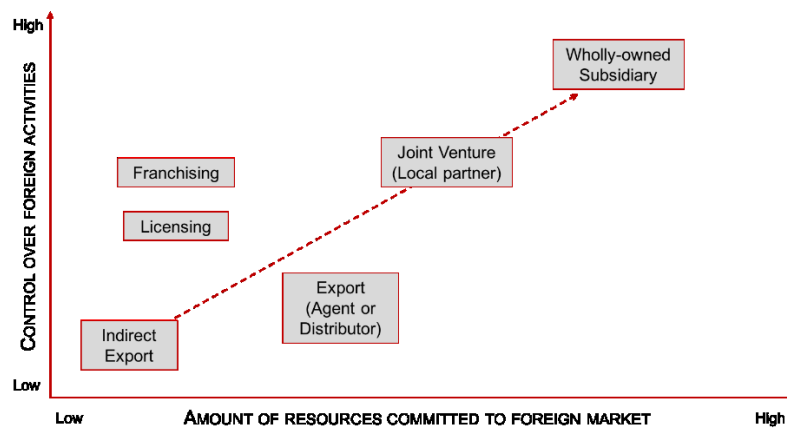 High
Wholly-owned
Subsidiary
CONTROL OVER FOREIGN ACTIVITIES
Joint Venture
(Local partner)
Franchising
Licensing
Export
(Agent or
Distributor)
Indirect
Export
Low
Low
AMOUNT OF RESOURCES COMMITTED TO FOREIGN MARKET
High